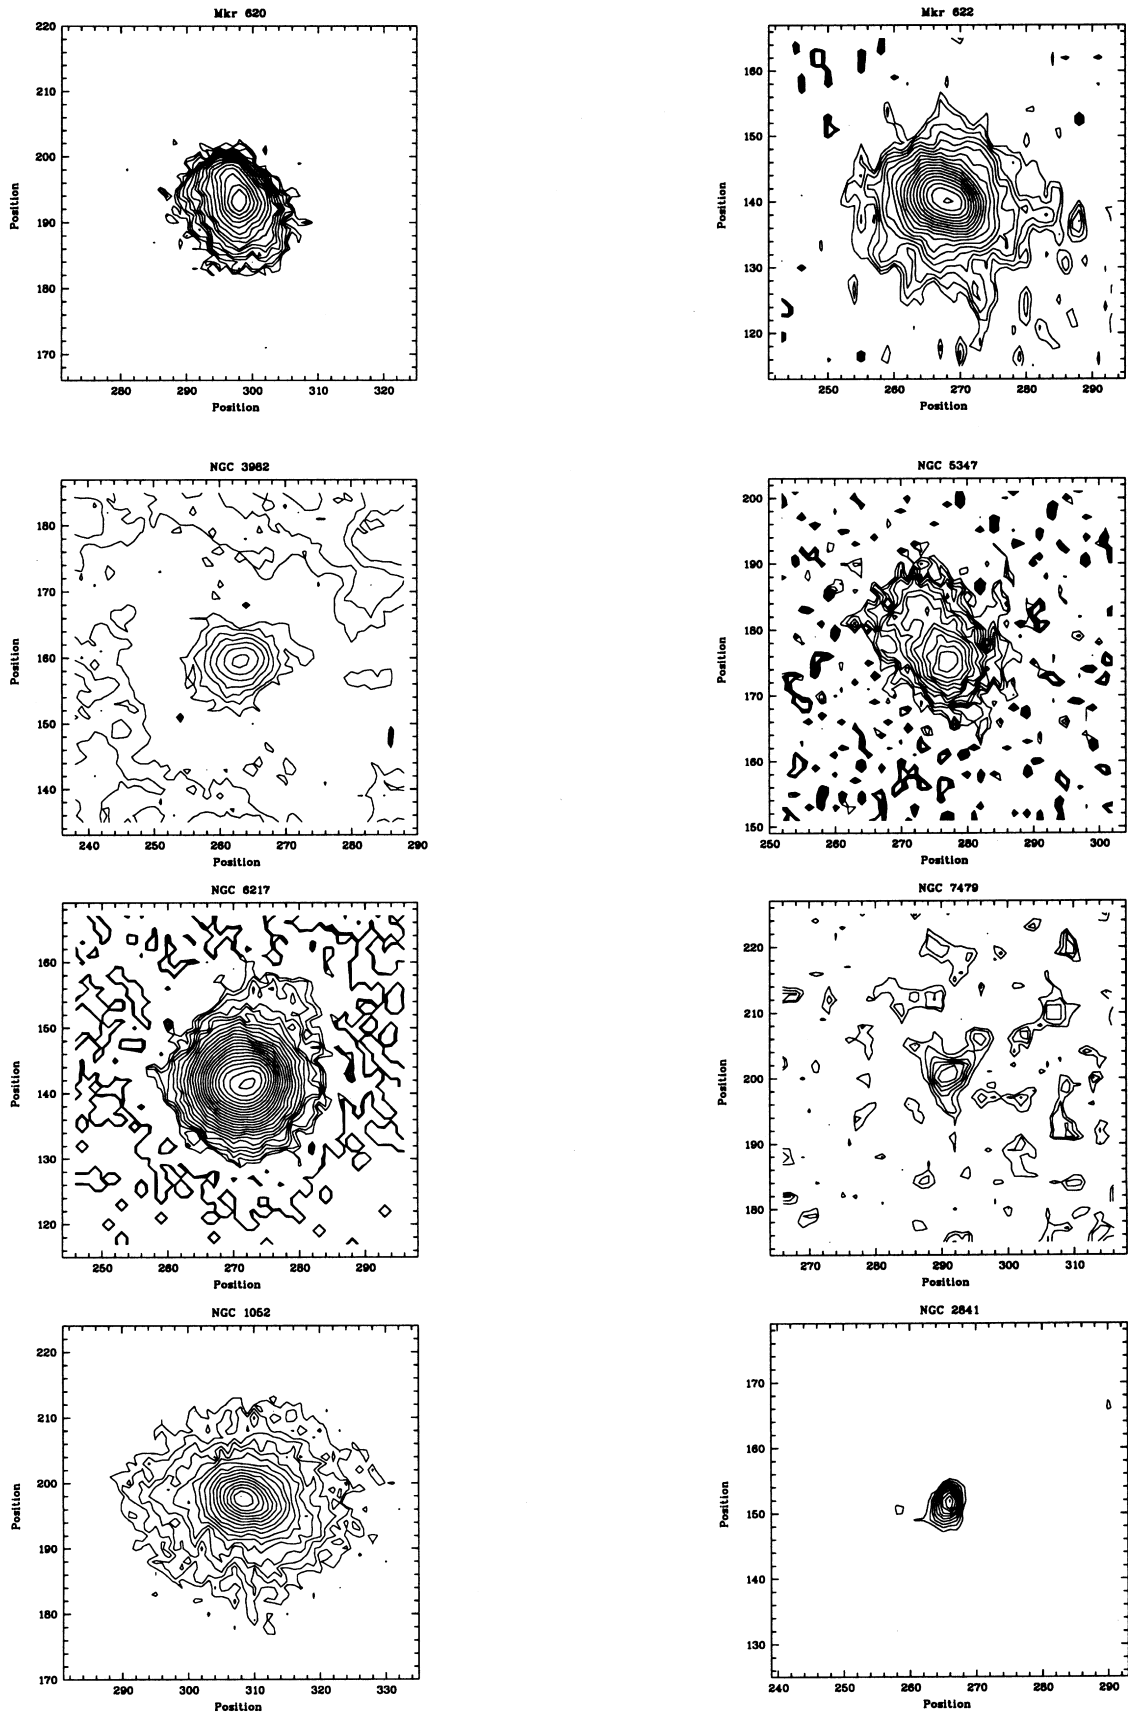 Mkr 620
220
210
200
190
180
170
Position
280 290 300 310 320
Position
Mkr 622
160
150
140
130
120
Position
250 260 270 280 290
Position
NGC 3982
180
170
160
150
140
Position
240 250 260 270 280 290
Position
NGC 5347
200
190
180
170
160
150
Position
250 260 270 280 290 300
Position
NGC 6217
160
150
140
130
120
Position
250 260 270 280 290
Position
NGC 7479
220
210
200
190
180
Position
270 280 290 300 310
Position
NGC 1052
220
210
200
190
180
170
Position
290 300 310 320 330
Position
NGC 2841
170
160
150
140
130
Position
240 250 260 270 280 290
Position